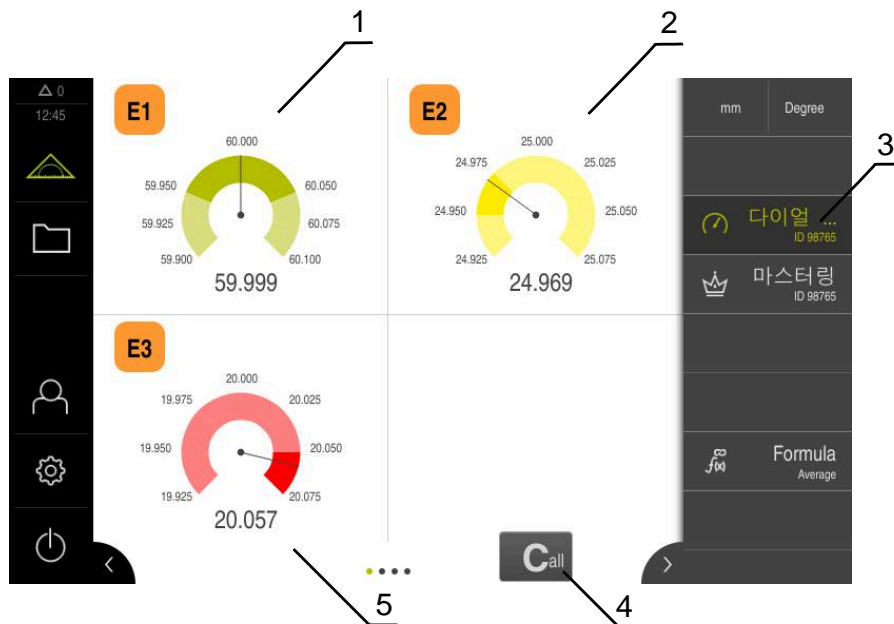 1
2
△ 0
12:45
E1
60.000
59.950
60.050
59.925
60.075
59.900
60.100
59.999
E2
25.000
24.975
25.025
24.950
25.050
24.925
25.075
24.969
mm
Degree
3
다이얼 ...
ID 98765
마스터링
ID 98765
E3
20.000
19.975
20.025
19.950
20.050
19.925
20.075
20.057
f(x)
Formula
Average
Call
5
4